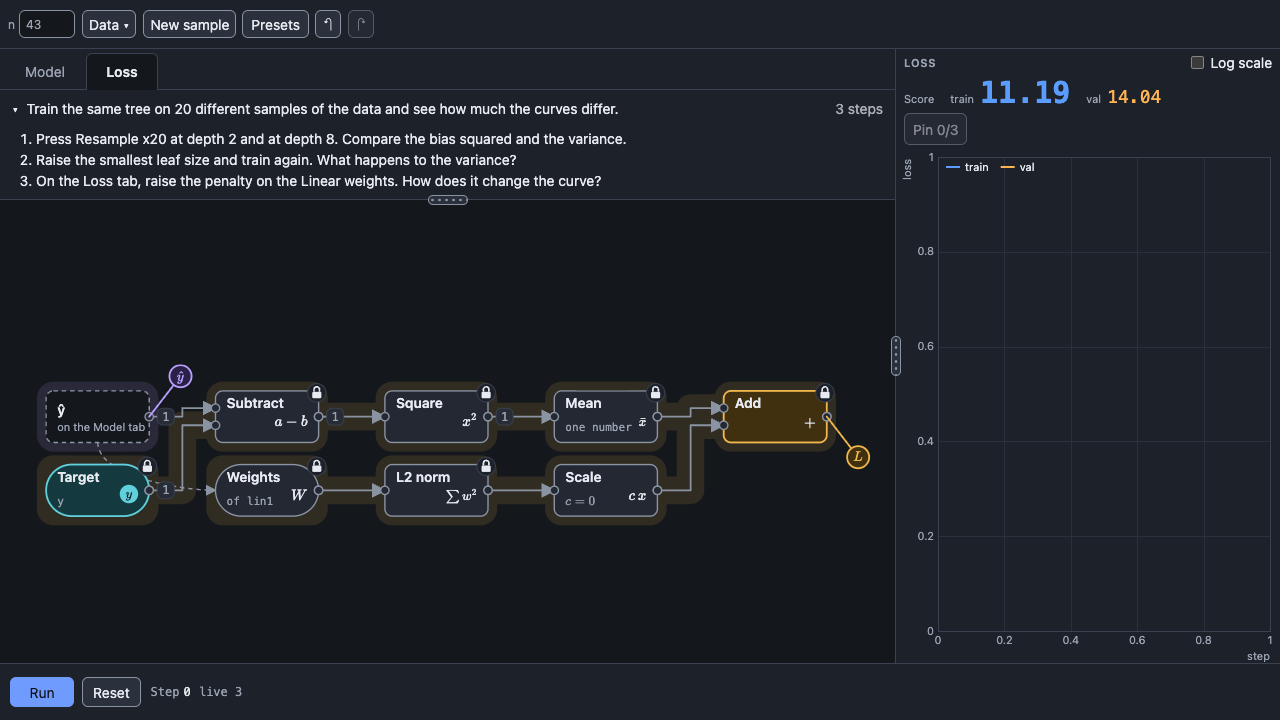 n 43 Data ▾ New sample Presets
Model Loss
▾ Train the same tree on 20 different samples of the data and see how much the curves differ. 3 steps
1. Press Resample x20 at depth 2 and at depth 8. Compare the bias squared and the variance.
2. Raise the smallest leaf size and train again. What happens to the variance?
3. On the Loss tab, raise the penalty on the Linear weights. How does it change the curve?
ŷ
ŷ
on the Model tab
1
Subtract
a − b
1
Square
x²
1
Mean
one number x̄
Add
+
L
Target
y
y
1
Weights
of lin1 W
L2 norm
∑ w²
Scale
c = 0 c x
LOSS
Log scale
Score train 11.19 val 14.04
Pin 0/3
loss
train val
1
0.8
0.6
0.4
0.2
0
0 0.2 0.4 0.6 0.8 1
step
Run Reset Step 0 live 3